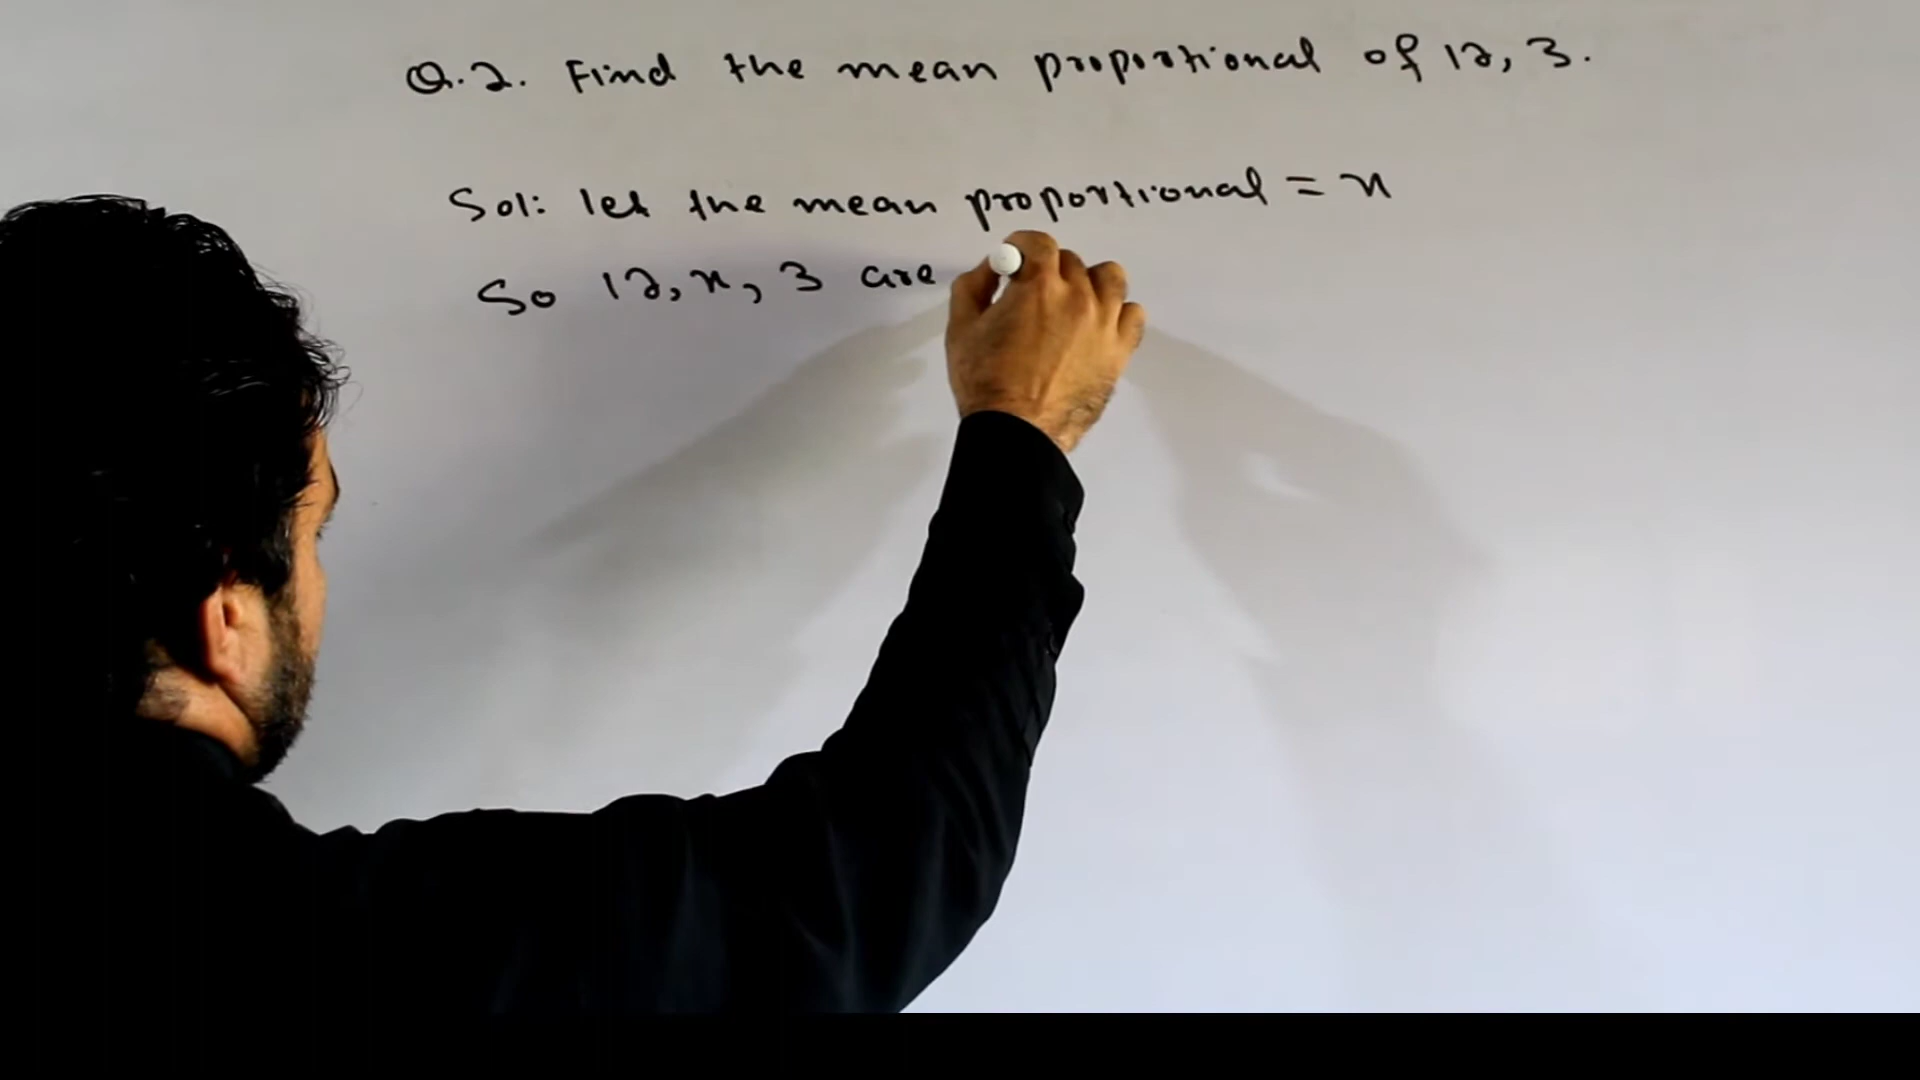 Q.2. Find the mean proportional of 12, 3.
Sol: let the mean proportional = x
So 12, x, 3 are